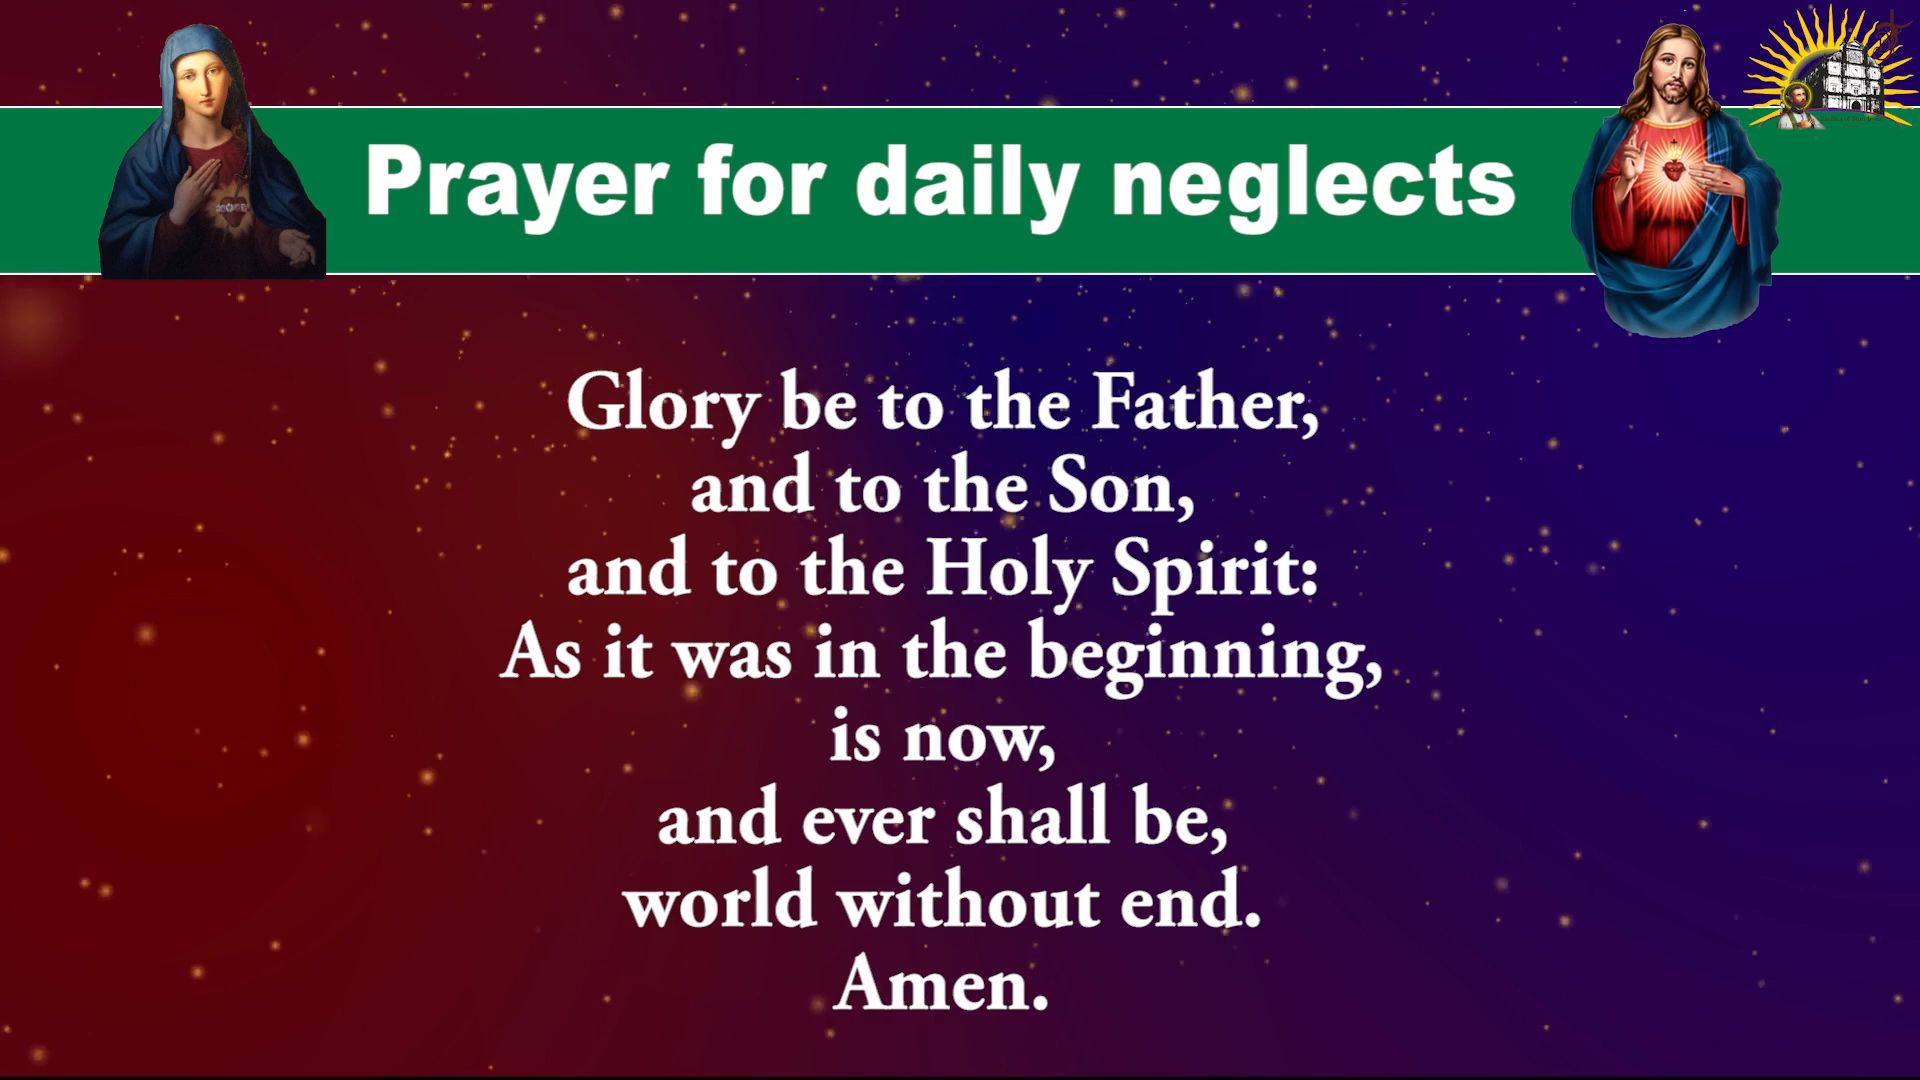 Prayer for daily neglects
Glory be to the Father,
and to the Son,
and to the Holy Spirit:
As it was in the beginning,
is now,
and ever shall be,
world without end.
Amen.